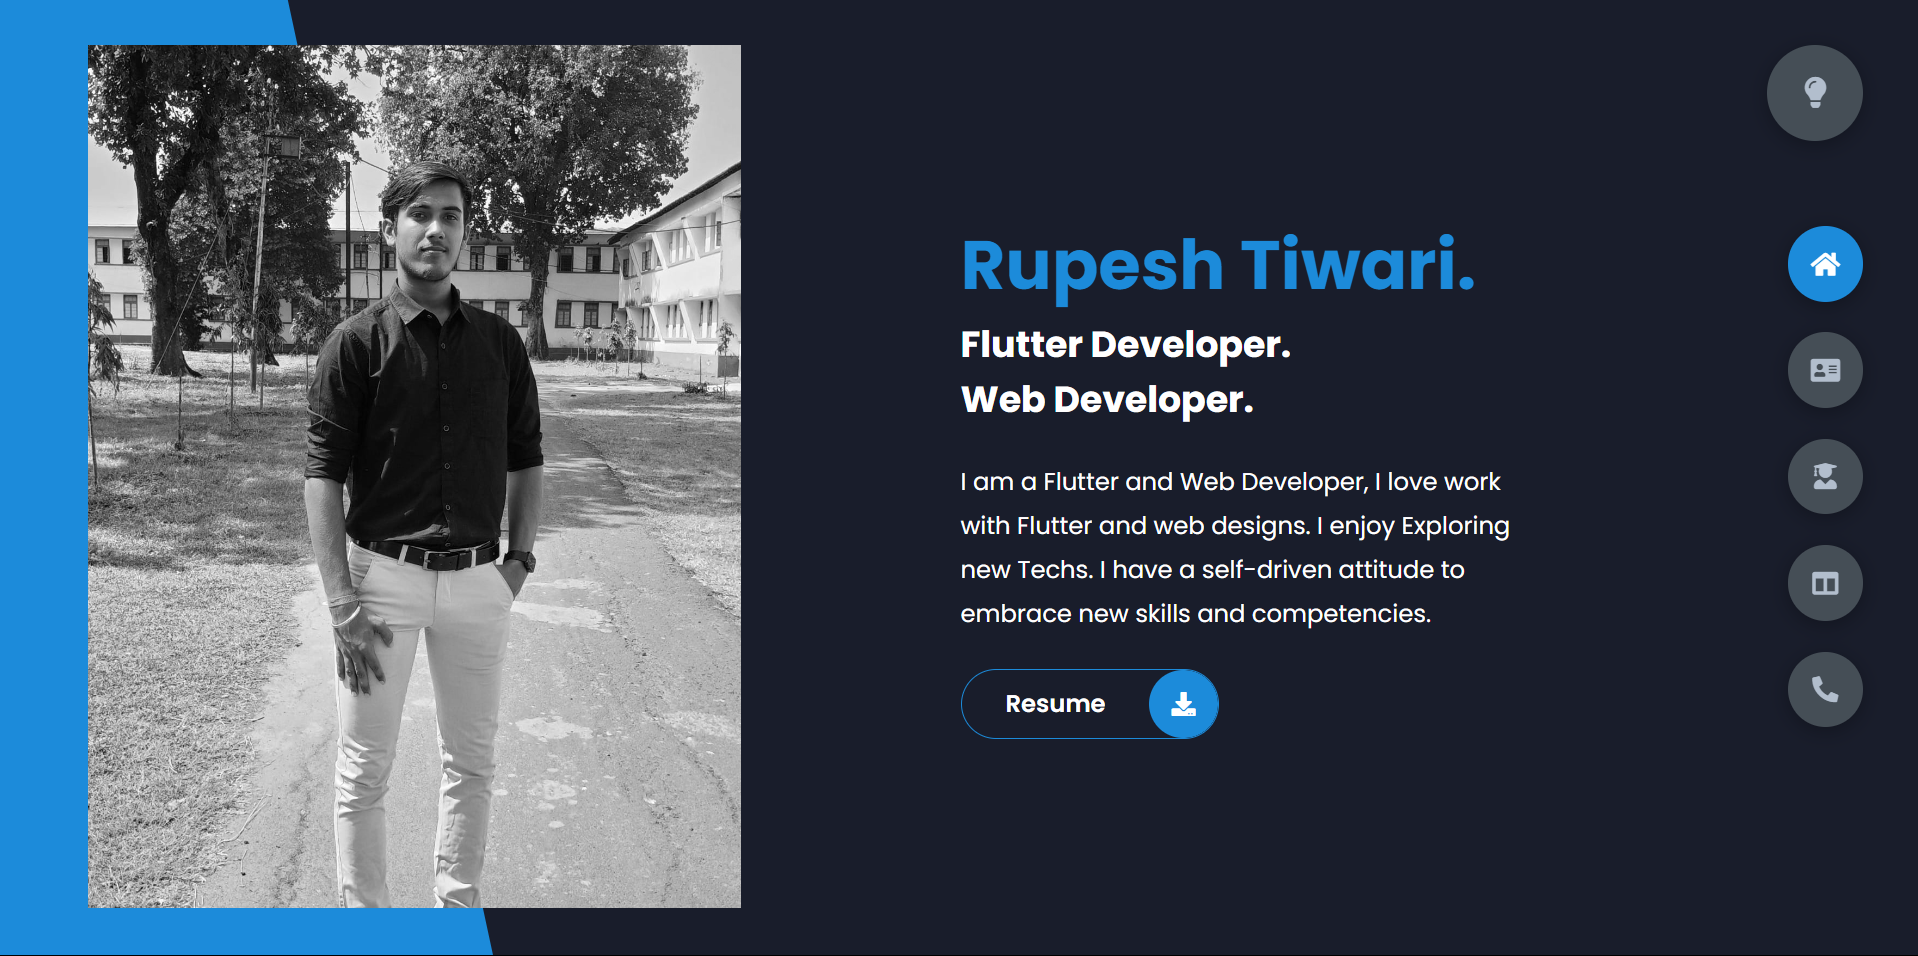 Rupesh Tiwari.
Flutter Developer.
Web Developer.
I am a Flutter and Web Developer, I love work
with Flutter and web designs. I enjoy Exploring
new Techs. I have a self-driven attitude to
embrace new skills and competencies.
Resume